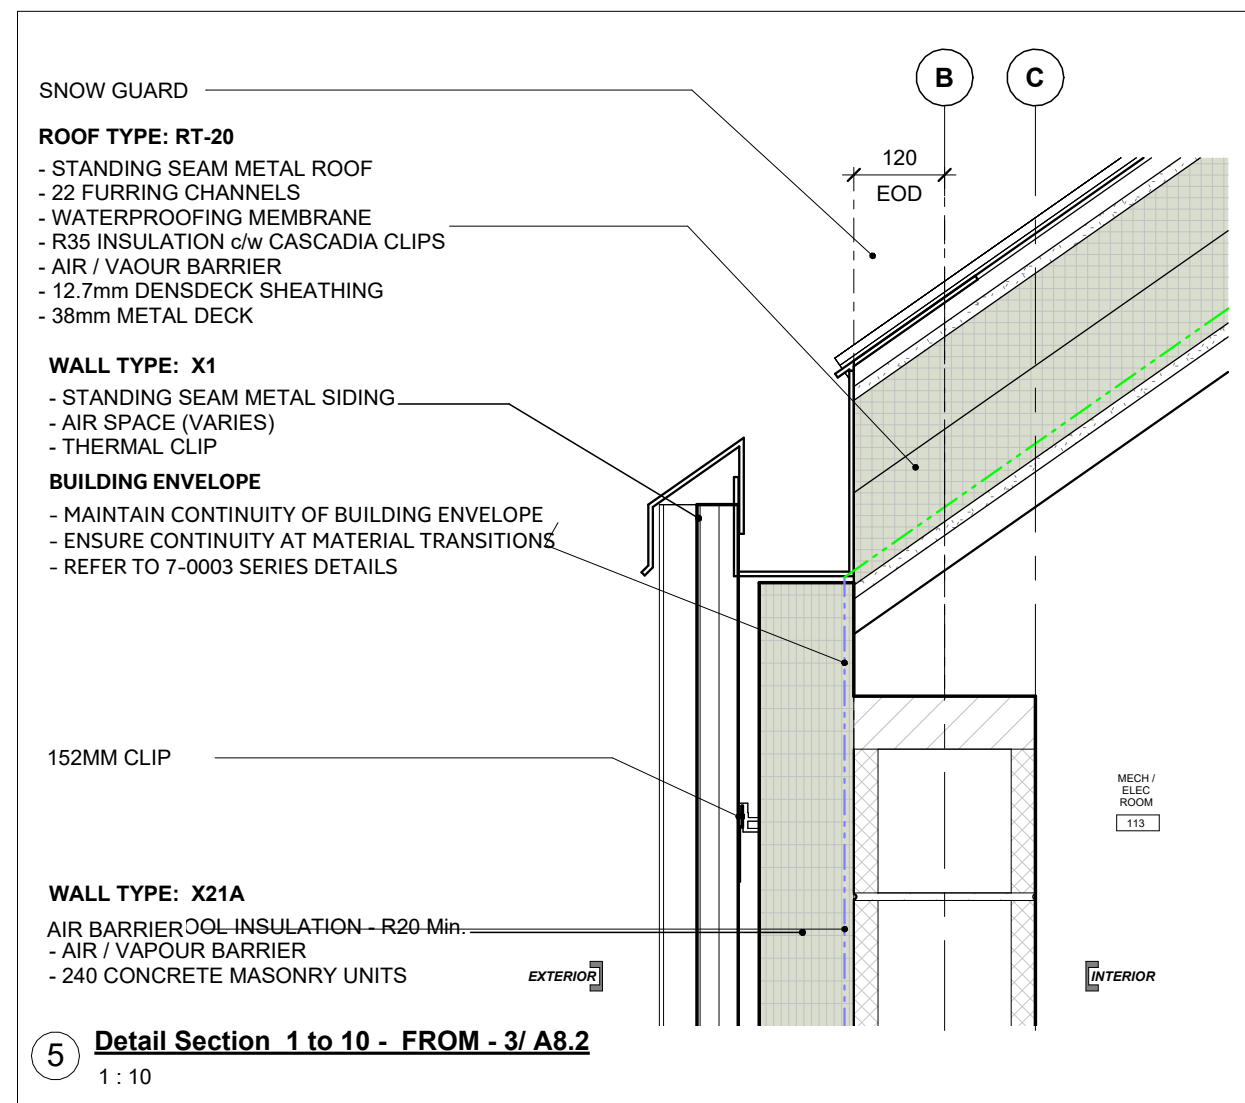 SNOW GUARD
ROOF TYPE: RT-20
- STANDING SEAM METAL ROOF
- 22 FURRING CHANNELS
- WATERPROOFING MEMBRANE
- R35 INSULATION c/w CASCADIA CLIPS
- AIR / VAOUR BARRIER
- 12.7mm DENSDECK SHEATHING
- 38mm METAL DECK
WALL TYPE: X1
- STANDING SEAM METAL SIDING
- AIR SPACE (VARIES)
- THERMAL CLIP
BUILDING ENVELOPE
- MAINTAIN CONTINUITY OF BUILDING ENVELOPE
- ENSURE CONTINUITY AT MATERIAL TRANSITIONS
- REFER TO 7-0003 SERIES DETAILS
152MM CLIP
WALL TYPE: X21A
AIR BARRIER
INSULATION - R20 Min.
- AIR / VAPOUR BARRIER
- 240 CONCRETE MASONRY UNITS
B
C
120
EOD
MECH /
ELEC
ROOM
113
EXTERIOR
INTERIOR
5
Detail Section 1 to 10 - FROM - 3/ A8.2
1 : 10